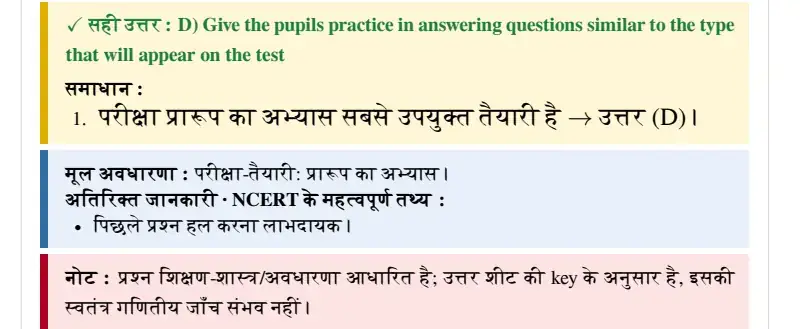 ✓ सही उत्तर : D) Give the pupils practice in answering questions similar to the type
that will appear on the test
समाधान :
1. परीक्षा प्रारूप का अभ्यास सबसे उपयुक्त तैयारी है → उत्तर (D)।
मूल अवधारणा : परीक्षा-तैयारी: प्रारूप का अभ्यास।
अतिरिक्त जानकारी · NCERT के महत्वपूर्ण तथ्य :
• पिछले प्रश्न हल करना लाभदायक।
नोट : प्रश्न शिक्षण-शास्त्र/अवधारणा आधारित है; उत्तर शीट की key के अनुसार है, इसकी
स्वतंत्र गणितीय जाँच संभव नहीं।